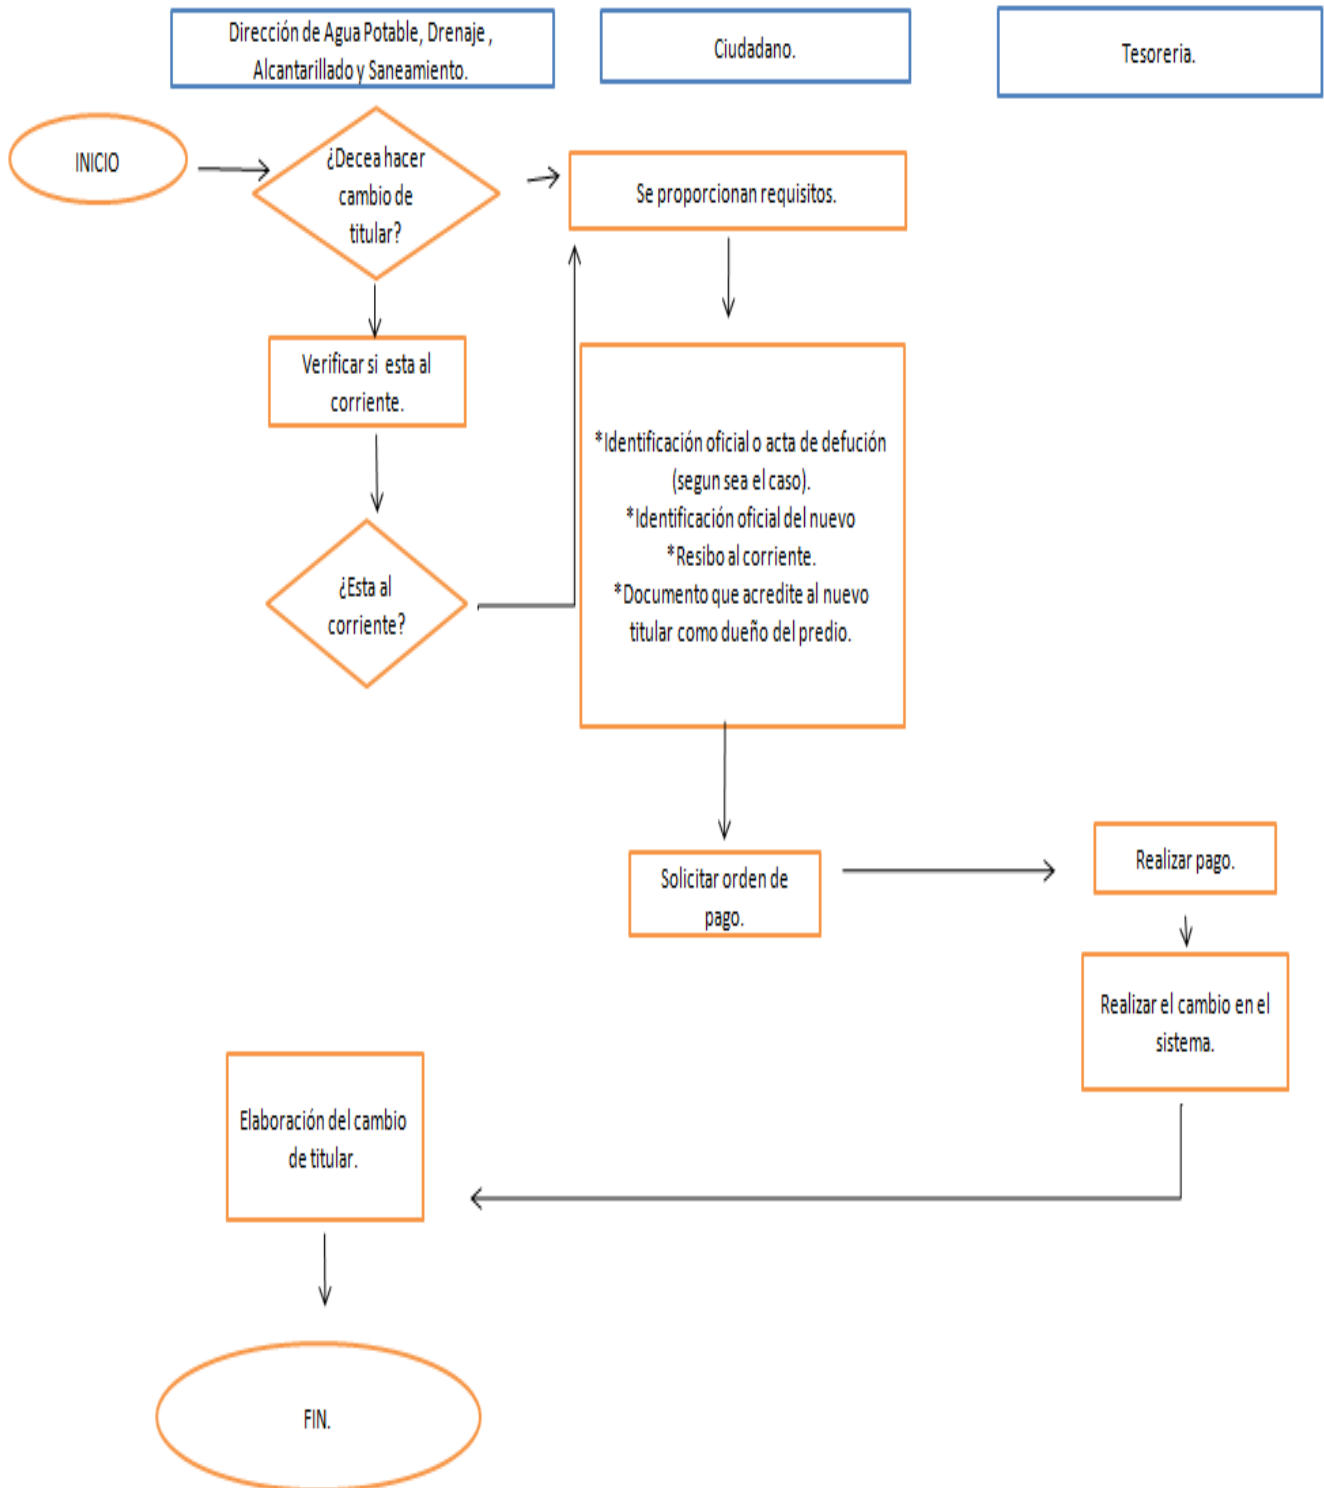 Dirección de Agua Potable, Drenaje ,
Alcantarillado y Saneamiento.
Ciudadano.
Tesoreria.
INICIO
¿Decea hacer
cambio de
titular?
Se proporcionan requisitos.
Verificar si esta al
corriente.
¿Esta al
corriente?
*Identificación oficial o acta de defución
(segun sea el caso).
*Identificación oficial del nuevo
*Resibo al corriente.
*Documento que acredite al nuevo
titular como dueño del predio.
Solicitar orden de
pago.
Realizar pago.
Realizar el cambio en el
sistema.
Elaboración del cambio
de titular.
FIN.